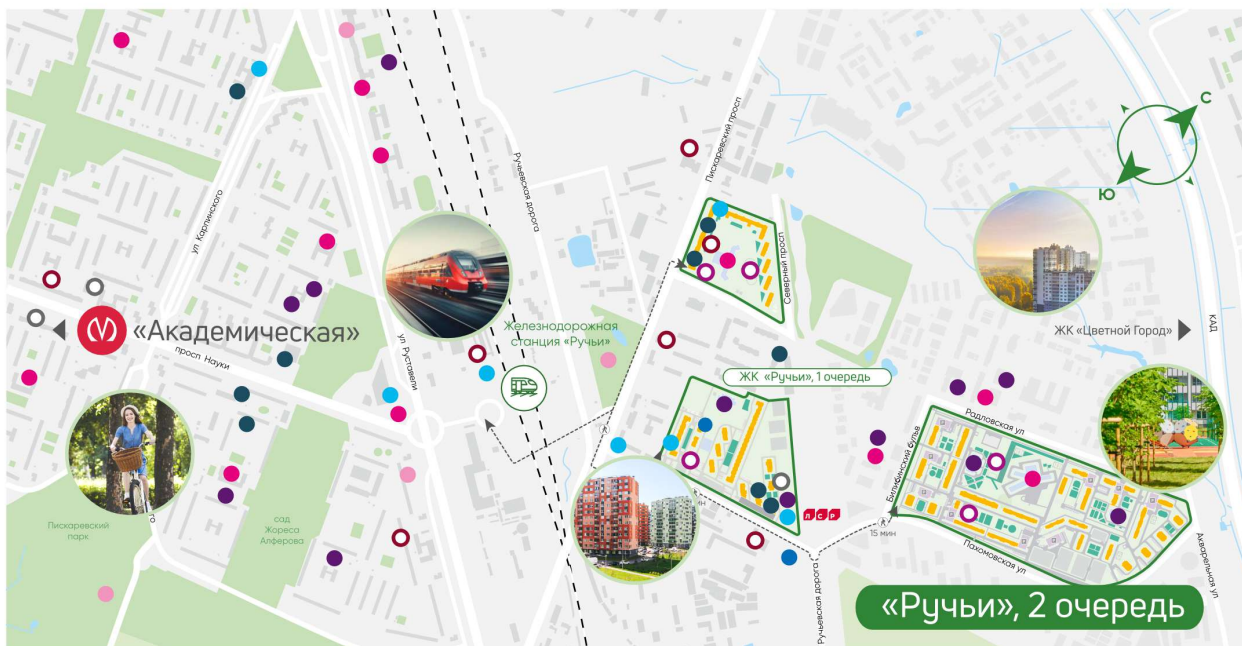 С
Ю
Пискаревский просп
Ручьевская дорога
ул Карпинского
Северный просп
«Академическая»
просп Науки
ул Руставели
Железнодорожная
станция «Ручьи»
ЖК «Цветной Город»
КАД
ЖК «Ручьи», 1 очередь
Радловская ул
Билибинский бульв
Пискаревский
парк
сад
Жореса
Алферова
ЛСР
15 мин
Пахомовская ул
Акварельная ул
Ручьевская дорога
«Ручьи», 2 очередь